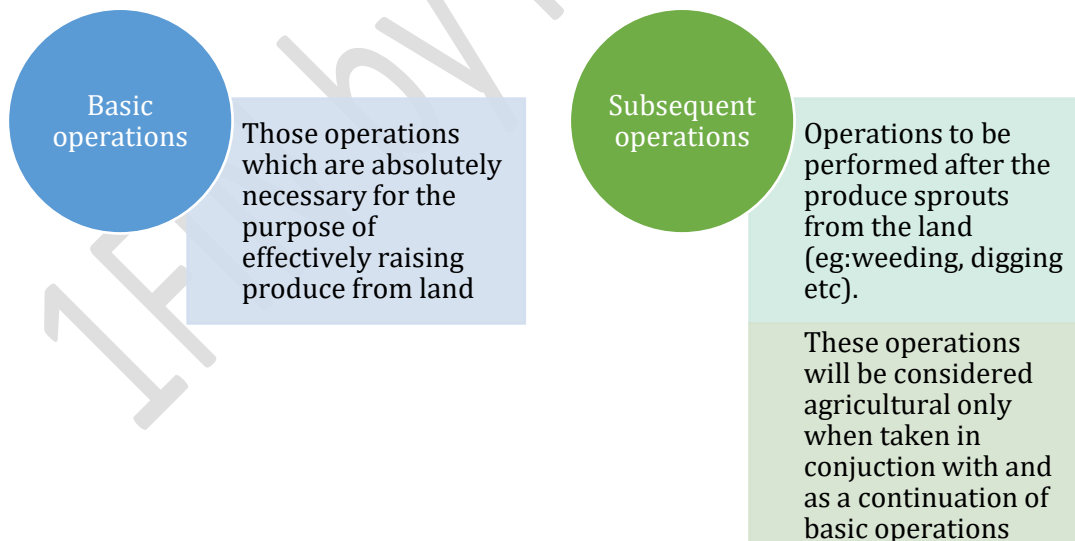 Basic
operations
Those operations
which are absolutely
necessary for the
purpose of
effectively raising
produce from land
Subsequent
operations
Operations to be
performed after the
produce sprouts
from the land
(eg:weeding, digging
etc).
These operations
will be considered
agricultural only
when taken in
conjuction with and
as a continuation of
basic operations